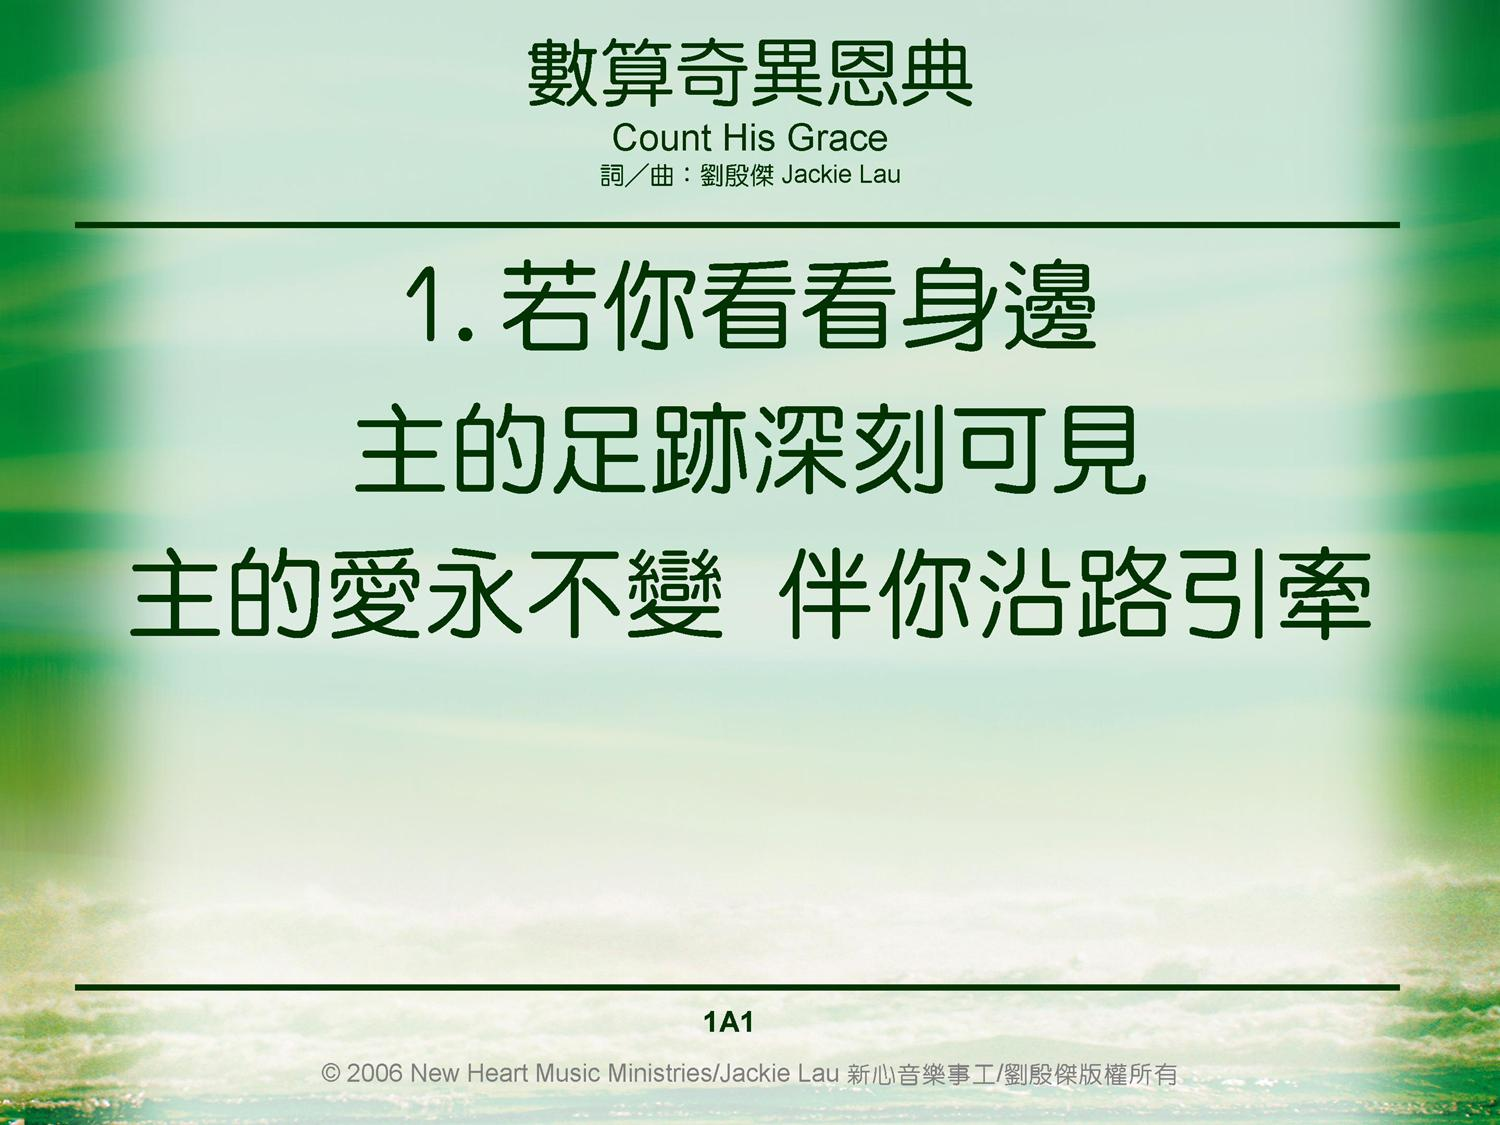 數算奇異恩典
Count His Grace
詞／曲：劉殷傑 Jackie Lau
1. 若你看看身邊
主的足跡深刻可見
主的愛永不變 伴你沿路引牽
1A1
© 2006 New Heart Music Ministries/Jackie Lau 新心音樂事工/劉殷傑版權所有